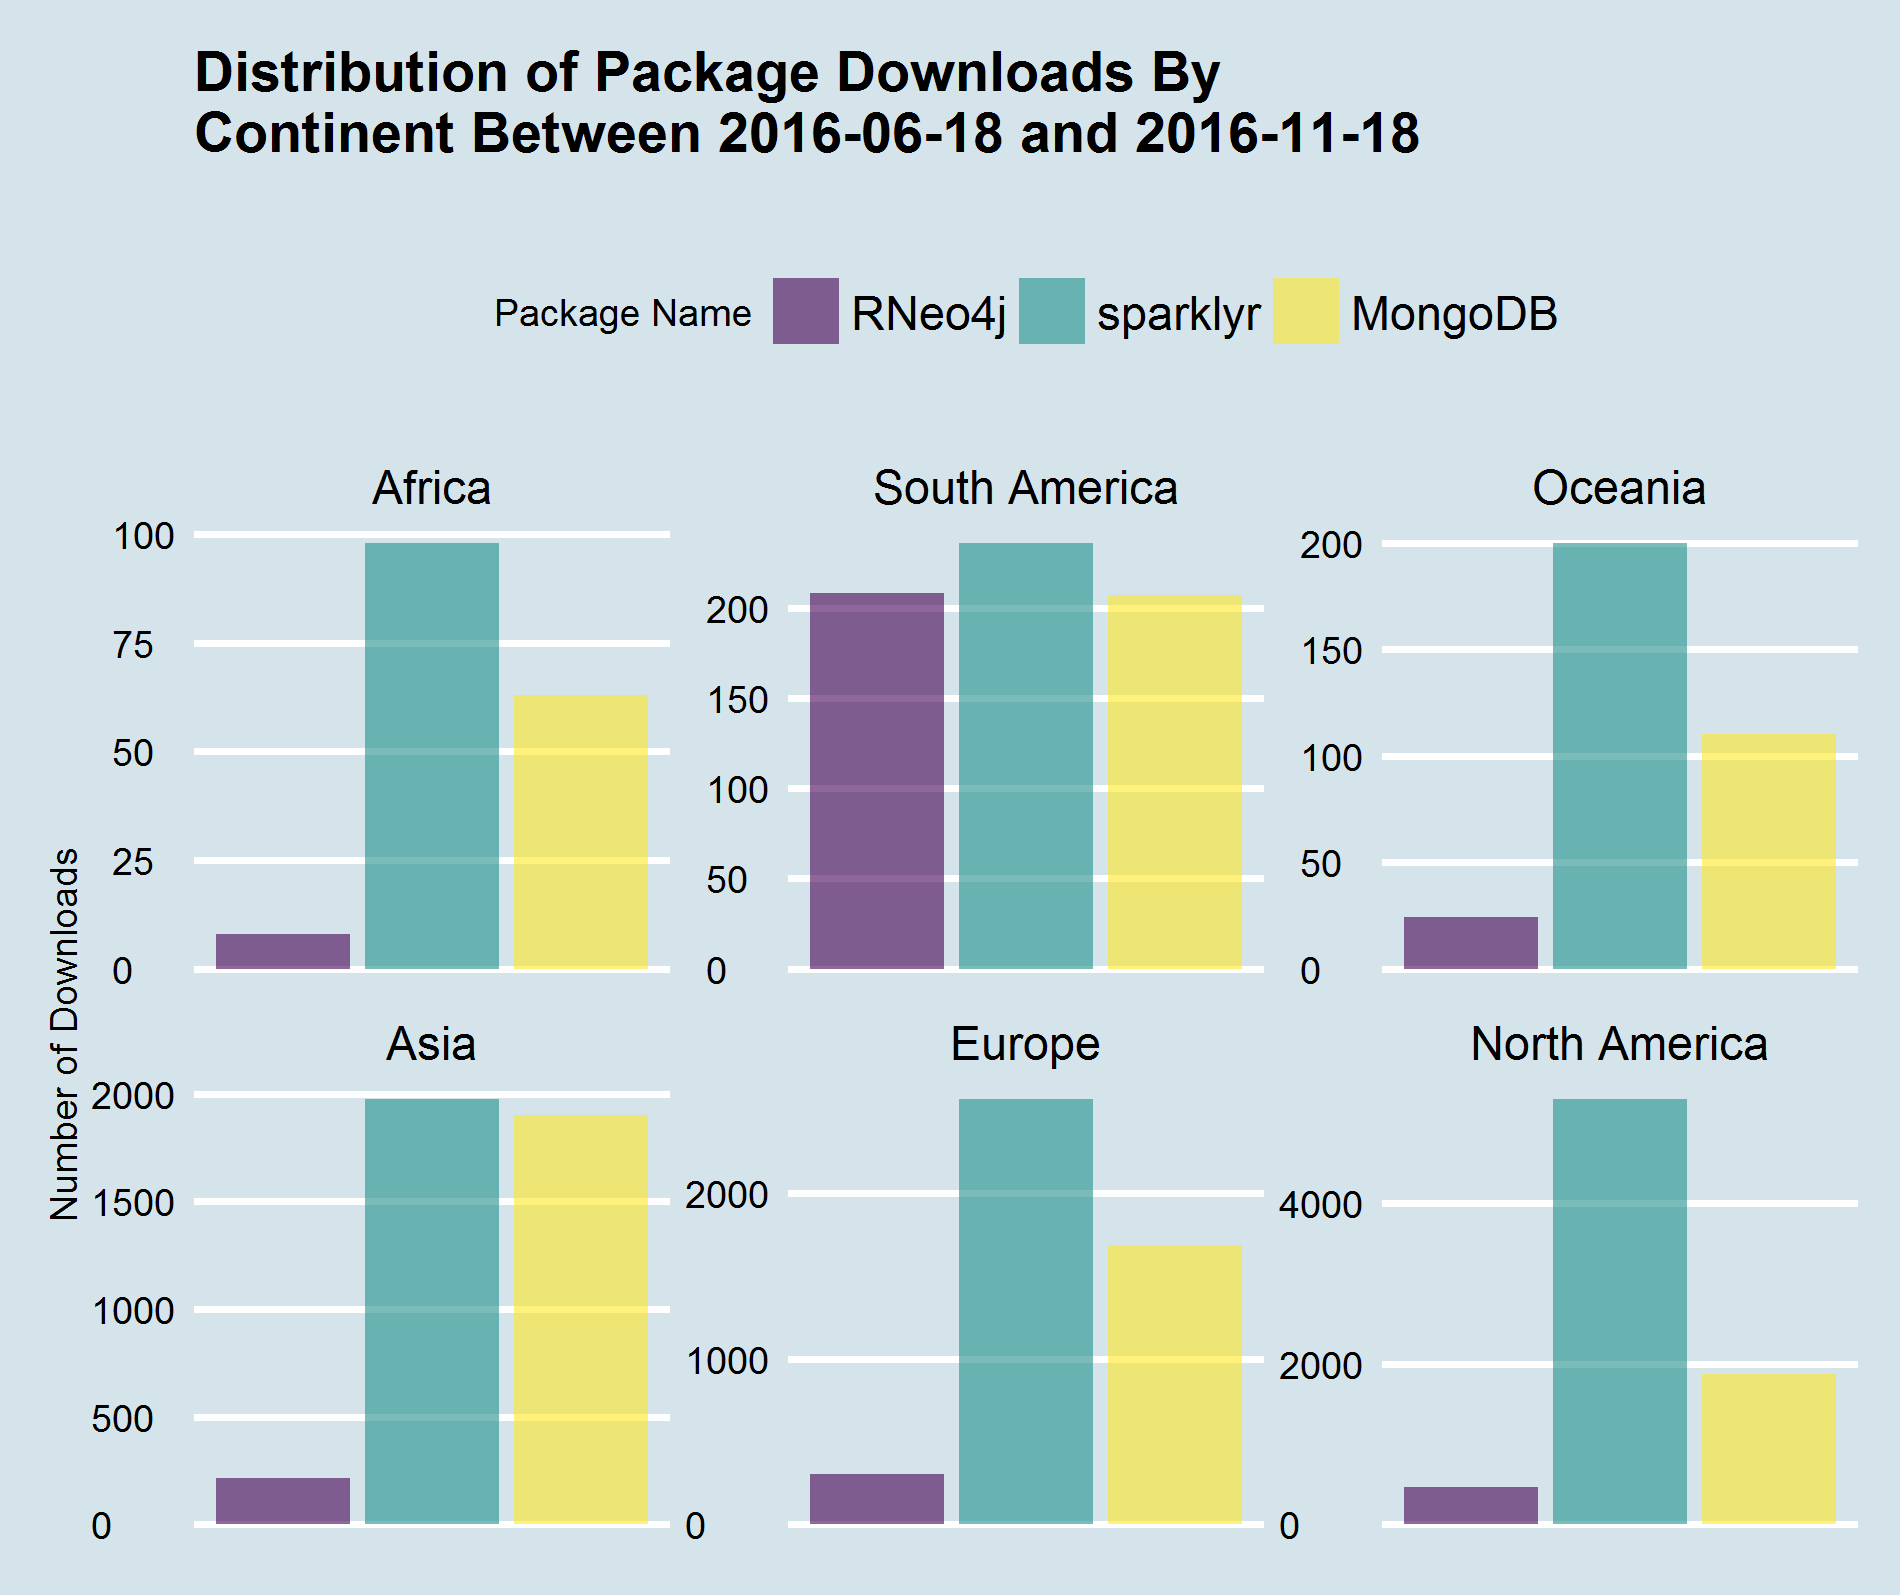 Distribution of Package Downloads By
Continent Between 2016-06-18 and 2016-11-18
Package Name RNeo4j sparklyr MongoDB
Number of Downloads
Africa
100
75
50
25
0
South America
200
150
100
50
0
Oceania
200
150
100
50
0
Asia
2000
1500
1000
500
0
Europe
2000
1000
0
North America
4000
2000
0